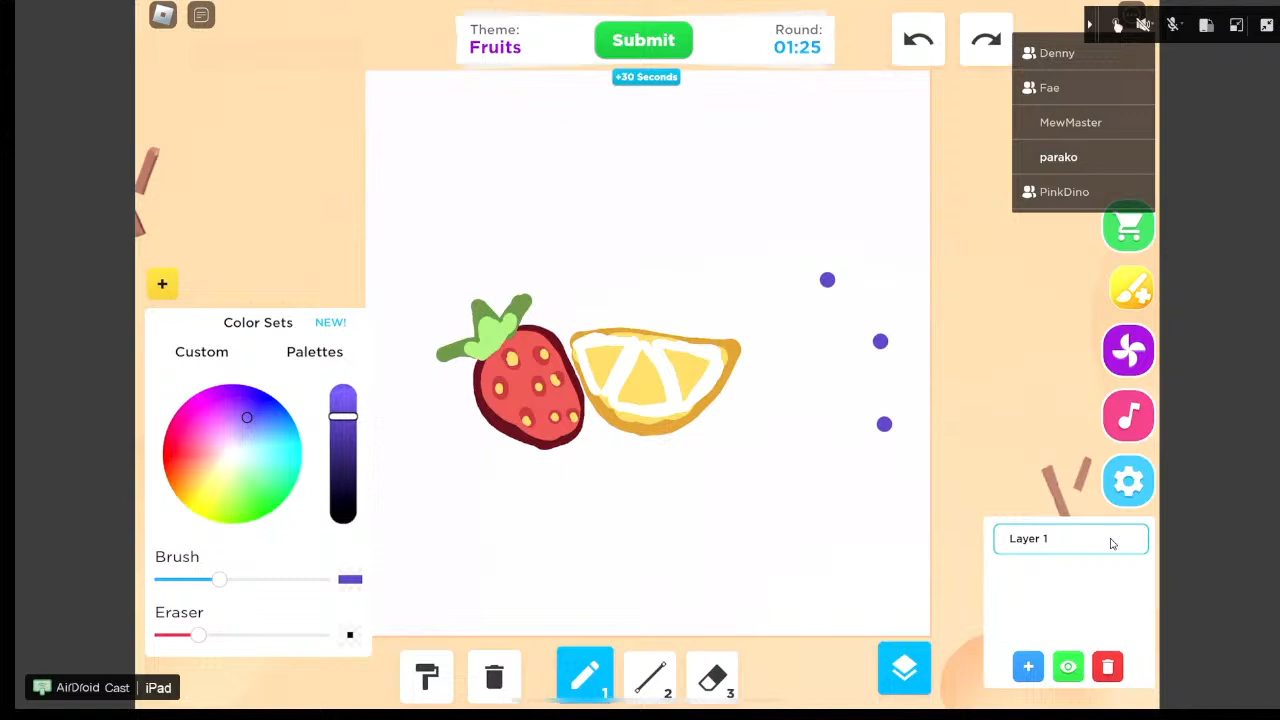 Theme:
Fruits
Submit
Round:
01:25
+30 Seconds
Denny
Fae
MewMaster
parako
PinkDino
+
Color Sets NEW!
Custom Palettes
Brush
Eraser
Layer 1
1
2
3
+
AirDroid Cast | iPad